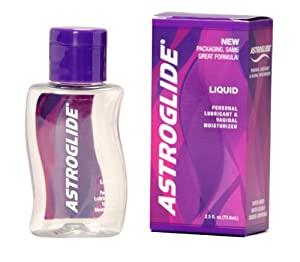 ASTROGLIDE®
NEW
PACKAGING, SAME
GREAT FORMULA!
ASTROGLIDE®
LIQUID
PERSONAL
LUBRICANT &
VAGINAL
MOISTURIZER
2.5 fl. oz (73.9mL)
ASTROGLIDE